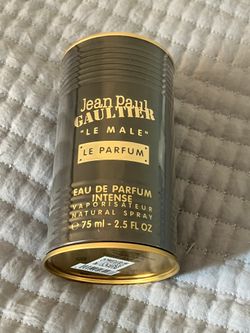 Jean Paul
GAULTIER
"LE MALE"
LE PARFUM
EAU DE PARFUM
INTENSE
VAPORISATEUR
NATURAL SPRAY
℮ 75 ml - 2.5 FL OZ